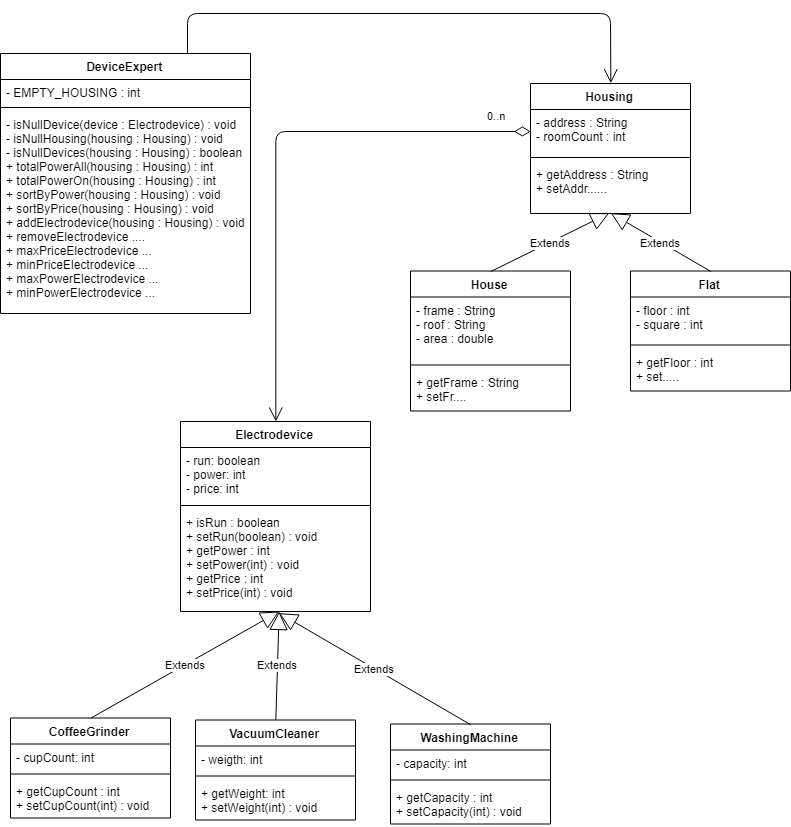 DeviceExpert
- EMPTY_HOUSING : int
- isNullDevice(device : Electrodevice) : void
- isNullHousing(housing : Housing) : void
- isNullDevices(housing : Housing) : boolean
+ totalPowerAll(housing : Housing) : int
+ totalPowerOn(housing : Housing) : int
+ sortByPower(housing : Housing) : void
+ sortByPrice(housing : Housing) : void
+ addElectrodevice(housing : Housing) : void
+ removeElectrodevice ....
+ maxPriceElectrodevice ...
+ minPriceElectrodevice ...
+ maxPowerElectrodevice ...
+ minPowerElectrodevice ...
0..n
Housing
- address : String
- roomCount : int
+ getAddress : String
+ setAddr......
Extends
Extends
House
- frame : String
- roof : String
- area : double
+ getFrame : String
+ setFr....
Flat
- floor : int
- square : int
+ getFloor : int
+ set.....
Electrodevice
- run: boolean
- power: int
- price: int
+ isRun : boolean
+ setRun(boolean) : void
+ getPower : int
+ setPower(int) : void
+ getPrice : int
+ setPrice(int) : void
Extends
Extends
Extends
CoffeeGrinder
- cupCount: int
+ getCupCount : int
+ setCupCount(int) : void
VacuumCleaner
- weigth: int
+ getWeight: int
+ setWeight(int) : void
WashingMachine
- capacity: int
+ getCapacity : int
+ setCapacity(int) : void